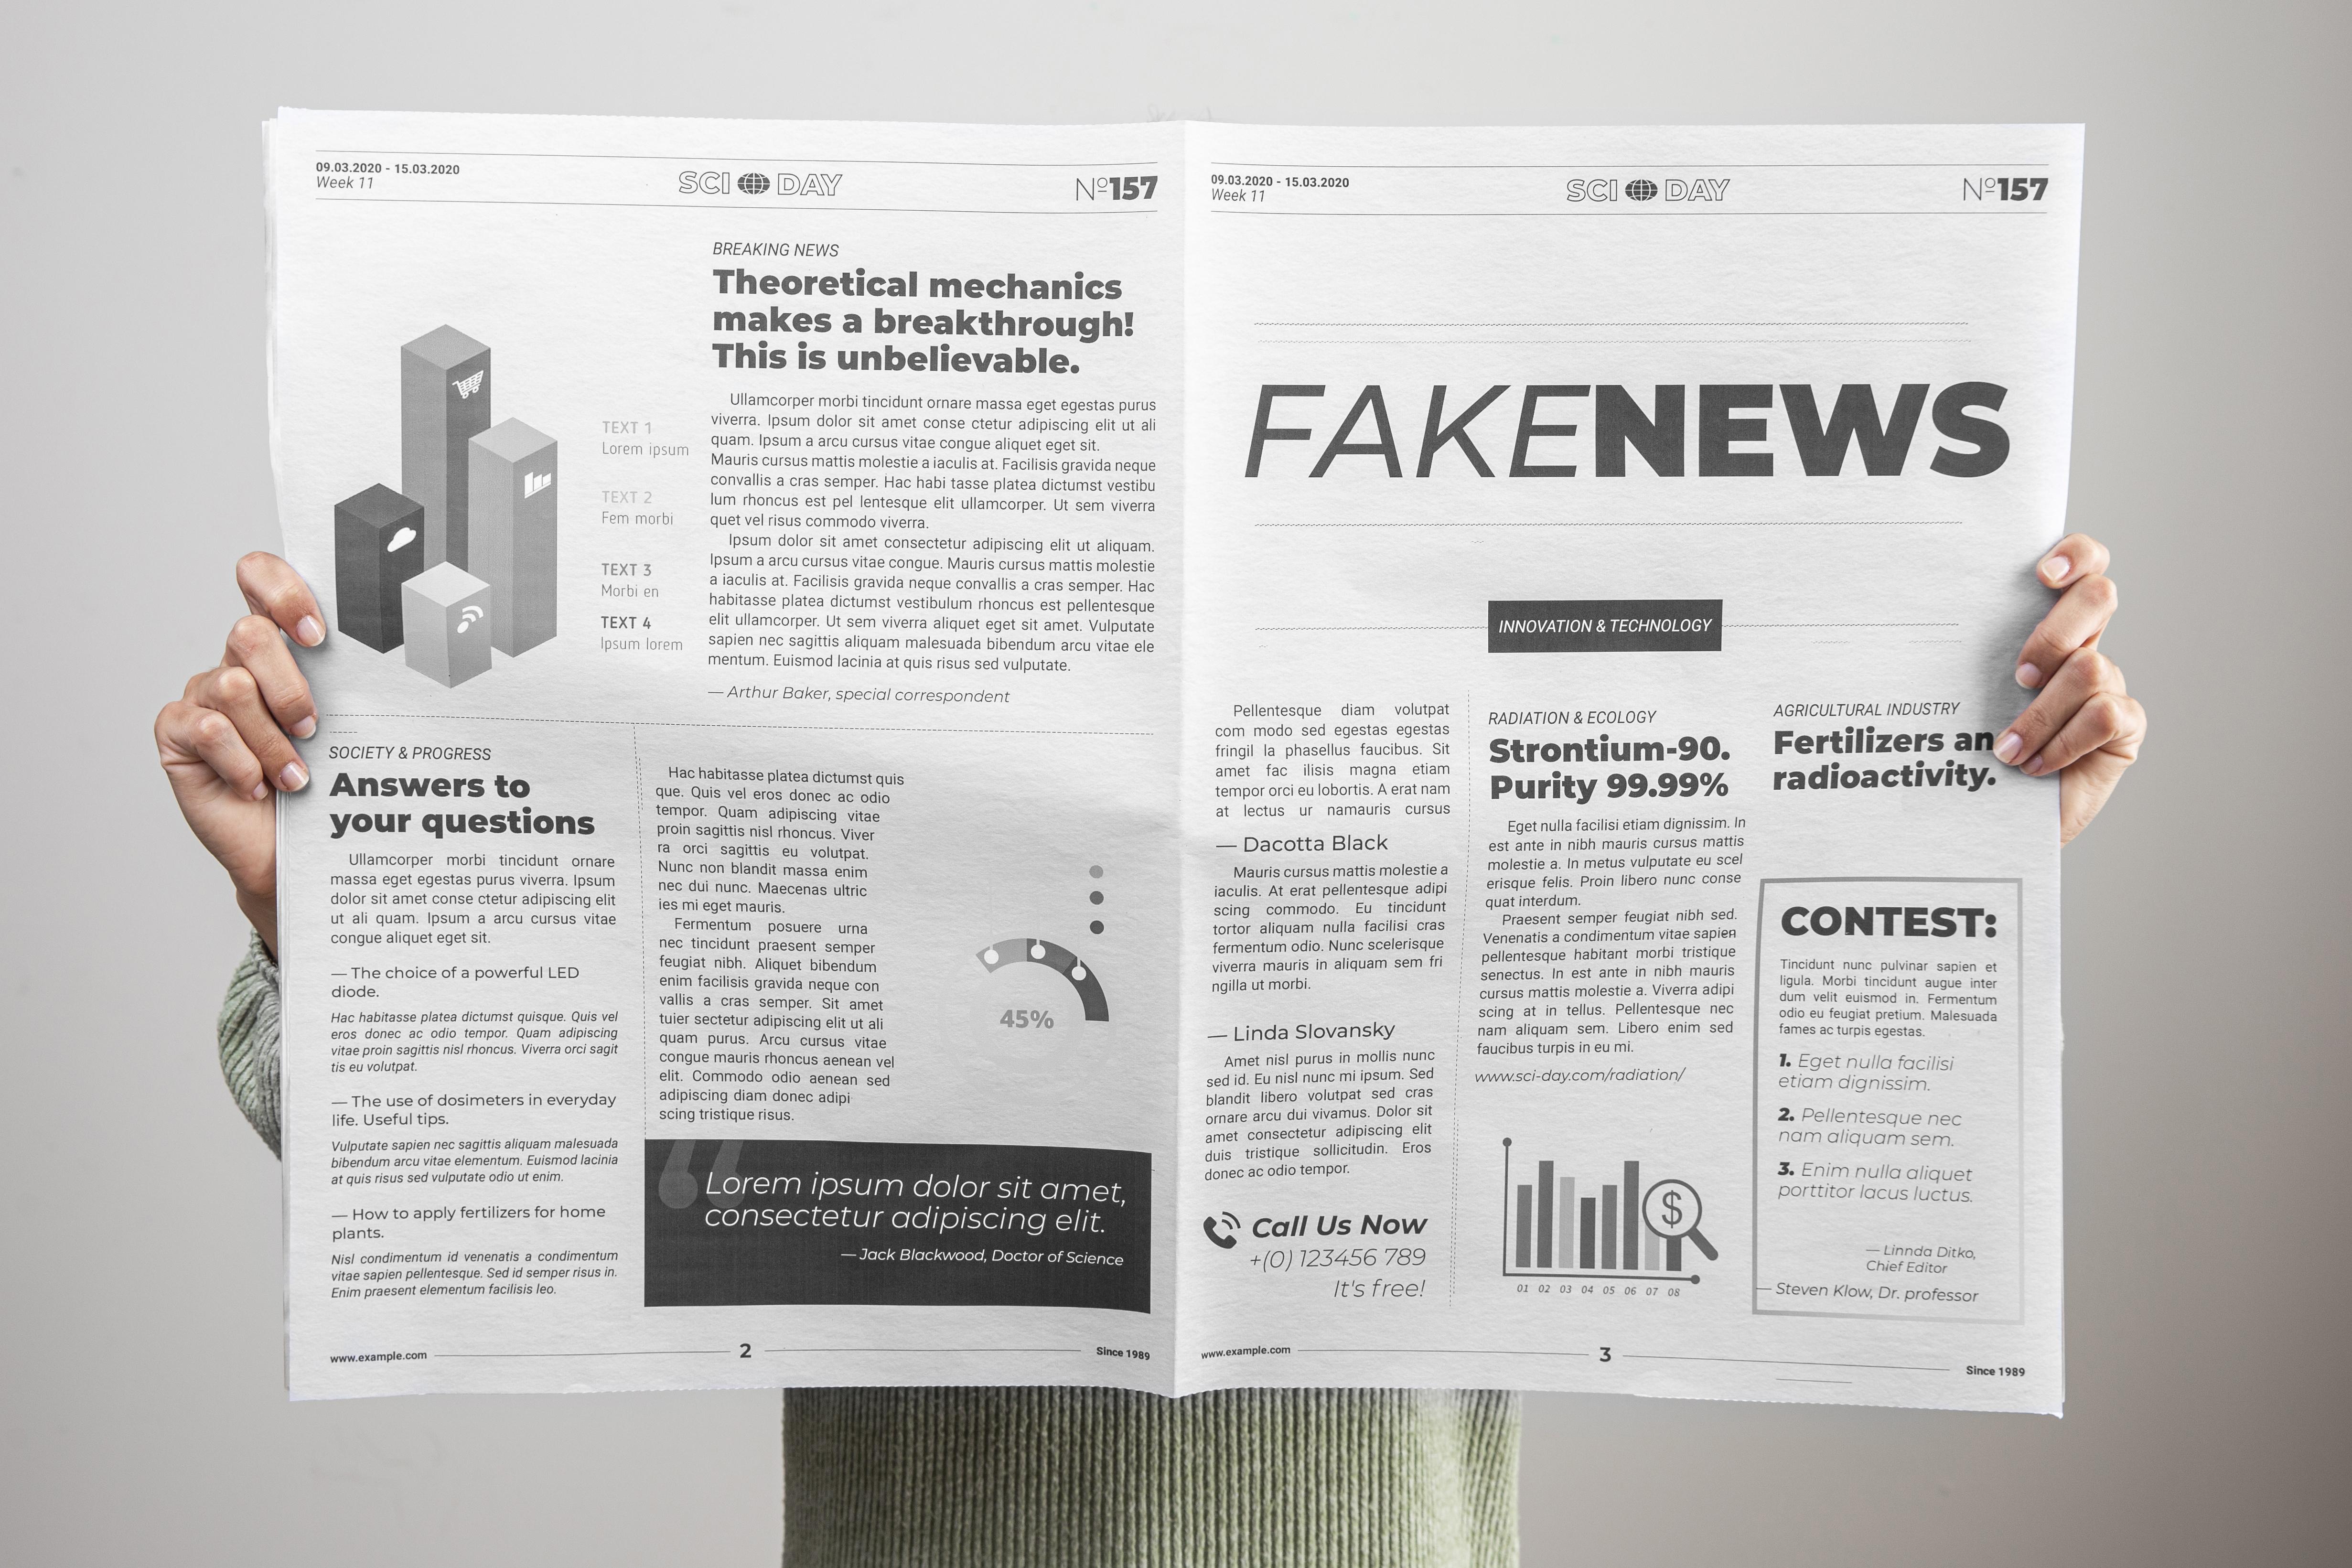 09.03.2020 - 15.03.2020
Week 11
SCI DAY
Nº157
BREAKING NEWS
Theoretical mechanics
makes a breakthrough!
This is unbelievable.
TEXT 1
Lorem ipsum
TEXT 2
Fem morbi
TEXT 3
Morbi en
TEXT 4
Ipsum lorem
Ullamcorper morbi tincidunt ornare massa eget egestas purus
viverra. Ipsum dolor sit amet conse ctetur adipiscing elit ut ali
quam. Ipsum a arcu cursus vitae congue aliquet eget sit.
Mauris cursus mattis molestie a iaculis at. Facilisis gravida neque
convallis a cras semper. Hac habi tasse platea dictumst vestibu
lum rhoncus est pel lentesque elit ullamcorper. Ut sem viverra
quet vel risus commodo viverra.
Ipsum dolor sit amet consectetur adipiscing elit ut aliquam.
Ipsum a arcu cursus vitae congue. Mauris cursus mattis molestie
a iaculis at. Facilisis gravida neque convallis a cras semper. Hac
habitasse platea dictumst vestibulum rhoncus est pellentesque
elit ullamcorper. Ut sem viverra aliquet eget sit amet. Vulputate
sapien nec sagittis aliquam malesuada bibendum arcu vitae ele
mentum. Euismod lacinia at quis risus sed vulputate.
— Arthur Baker, special correspondent
SOCIETY & PROGRESS
Answers to
your questions
Ullamcorper morbi tincidunt ornare
massa eget egestas purus viverra. Ipsum
dolor sit amet conse ctetur adipiscing elit
ut ali quam. Ipsum a arcu cursus vitae
congue aliquet eget sit.
— The choice of a powerful LED
diode.
Hac habitasse platea dictumst quisque. Quis vel
eros donec ac odio tempor. Quam adipiscing
vitae proin sagittis nisl rhoncus. Viverra orci sagit
tis eu volutpat.
— The use of dosimeters in everyday
life. Useful tips.
Vulputate sapien nec sagittis aliquam malesuada
bibendum arcu vitae elementum. Euismod lacinia
at quis risus sed vulputate odio ut enim.
— How to apply fertilizers for home
plants.
Nisl condimentum id venenatis a condimentum
vitae sapien pellentesque. Sed id semper risus in.
Enim praesent elementum facilisis leo.
Hac habitasse platea dictumst quis
que. Quis vel eros donec ac odio
tempor. Quam adipiscing vitae
proin sagittis nisl rhoncus. Viver
ra orci sagittis eu volutpat.
Nunc non blandit massa enim
nec dui nunc. Maecenas ultric
ies mi eget mauris.
Fermentum posuere urna
nec tincidunt praesent semper
feugiat nibh. Aliquet bibendum
enim facilisis gravida neque con
vallis a cras semper. Sit amet
tuier sectetur adipiscing elit ut ali
quam purus. Arcu cursus vitae
congue mauris rhoncus aenean vel
elit. Commodo odio aenean sed
adipiscing diam donec adipi
scing tristique risus.
45%
“Lorem ipsum dolor sit amet,
consectetur adipiscing elit.
— Jack Blackwood, Doctor of Science
www.example.com
2
Since 1989
09.03.2020 - 15.03.2020
Week 11
SCI DAY
Nº157
FAKENEWS
INNOVATION & TECHNOLOGY
Pellentesque diam volutpat
com modo sed egestas egestas
fringil la phasellus faucibus. Sit
amet fac ilisis magna etiam
tempor orci eu lobortis. A erat nam
at lectus ur namauris cursus
— Dacotta Black
Mauris cursus mattis molestie a
iaculis. At erat pellentesque adipi
scing commodo. Eu tincidunt
tortor aliquam nulla facilisi cras
fermentum odio. Nunc scelerisque
viverra mauris in aliquam sem fri
ngilla ut morbi.
— Linda Slovansky
Amet nisl purus in mollis nunc
sed id. Eu nisl nunc mi ipsum. Sed
blandit libero volutpat sed cras
ornare arcu dui vivamus. Dolor sit
amet consectetur adipiscing elit
duis tristique sollicitudin. Eros
donec ac odio tempor.
Call Us Now
+(0) 123456 789
It's free!
RADIATION & ECOLOGY
Strontium-90.
Purity 99.99%
Eget nulla facilisi etiam dignissim. In
est ante in nibh mauris cursus mattis
molestie a. In metus vulputate eu scel
erisque felis. Proin libero nunc conse
quat interdum.
Praesent semper feugiat nibh sed.
Venenatis a condimentum vitae sapien
pellentesque habitant morbi tristique
senectus. In est ante in nibh mauris
cursus mattis molestie a. Viverra adipi
scing at in tellus. Pellentesque nec
nam aliquam sem. Libero enim sed
faucibus turpis in eu mi.
www.sci-day.com/radiation/
$
01 02 03 04 05 06 07 08
AGRICULTURAL INDUSTRY
Fertilizers an
radioactivity.
CONTEST:
Tincidunt nunc pulvinar sapien et
ligula. Morbi tincidunt augue inter
dum velit euismod in. Fermentum
odio eu feugiat pretium. Malesuada
fames ac turpis egestas.
1. Eget nulla facilisi
etiam dignissim.
2. Pellentesque nec
nam aliquam sem.
3. Enim nulla aliquet
porttitor lacus luctus.
— Linnda Ditko,
Chief Editor
— Steven Klow, Dr. professor
www.example.com
3
Since 1989